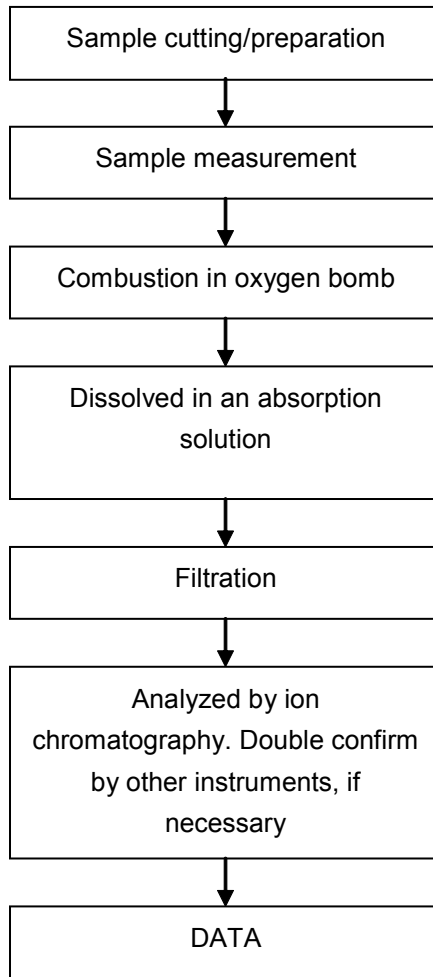 Sample cutting/preparation
Sample measurement
Combustion in oxygen bomb
Dissolved in an absorption
solution
Filtration
Analyzed by ion
chromatography. Double confirm
by other instruments, if
necessary
DATA